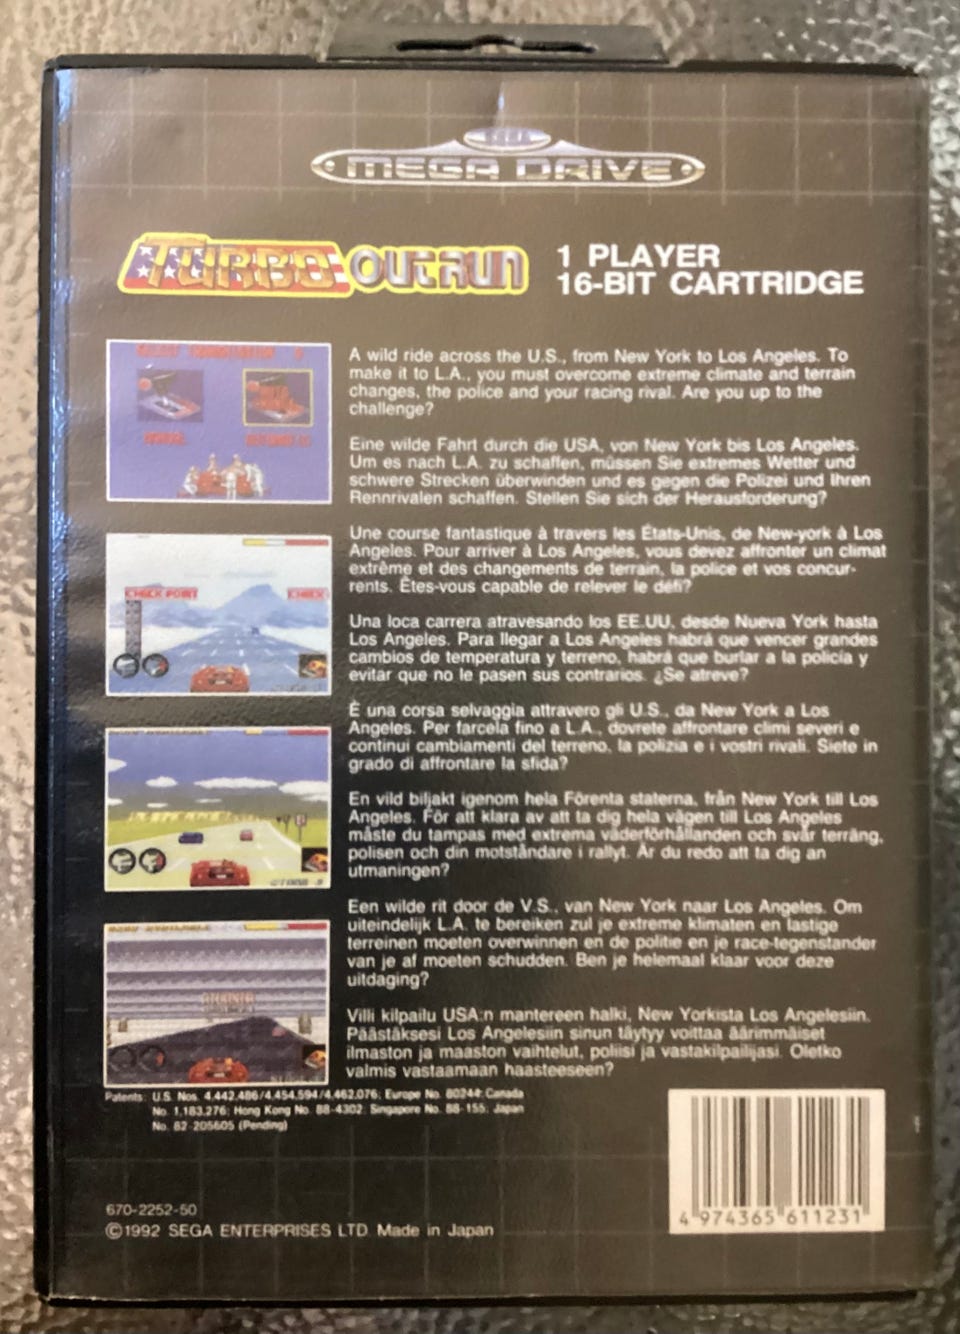 MEGA DRIVE
TURBO OUTRUN
1 PLAYER
16-BIT CARTRIDGE
A wild ride across the U.S., from New York to Los Angeles. To
make it to L.A., you must overcome extreme climate and terrain
changes, the police and your racing rival. Are you up to the
challenge?
Eine wilde Fahrt durch die USA, von New York bis Los Angeles.
Um es nach L.A. zu schaffen, müssen Sie extremes Wetter und
schwere Strecken überwinden und es gegen die Polizei und Ihren
Rennrivalen schaffen. Stellen Sie sich der Herausforderung?
Une course fantastique à travers les États-Unis, de New-york à Los
Angeles. Pour arriver à Los Angeles, vous devez affronter un climat
extrême et des changements de terrain, la police et vos concur-
rents. Êtes-vous capable de relever le défi?
Una loca carrera atravesando los EE.UU, desde Nueva York hasta
Los Angeles. Para llegar a Los Angeles habrá que vencer grandes
cambios de temperatura y terreno, habrá que burlar a la policía y
evitar que no le pasen sus contrarios. ¿Se atreve?
È una corsa selvaggia attravero gli U.S., da New York a Los
Angeles. Per farcela fino a L.A., dovrete affrontare climi severi e
continui cambiamenti del terreno, la polizia e i vostri rivali. Siete in
grado di affrontare la sfida?
En vild biljakt igenom hela Förenta staterna, från New York till Los
Angeles. För att klara av att ta dig hela vägen till Los Angeles
måste du tampas med extrema väderförhållanden och svår terräng,
polisen och din motståndare i rallyt. Är du redo att ta dig an
utmaningen?
Een wilde rit door de V.S., van New York naar Los Angeles. Om
uiteindelijk L.A. te bereiken zul je extreme klimaten en lastige
terreinen moeten overwinnen en de politie en je race-tegenstander
van je af moeten schudden. Ben je helemaal klaar voor deze
uitdaging?
Villi kilpailu USA:n mantereen halki, New Yorkista Los Angelesiin.
Päästäksesi Los Angelesiin sinun täytyy voittaa äärimmäiset
ilmaston ja maaston vaihtelut, poliisi ja vastakilpailijasi. Oletko
valmis vastaamaan haasteeseen?
CHECK POINT
CHECK
Patents: U.S. Nos. 4,442,486/4,454,594/4,462,076; Europe No. 80244; Canada
No. 1,183,276; Hong Kong No. 88-4302; Singapore No. 88-155; Japan
No. 82-205605 (Pending)
670-2252-50
©1992 SEGA ENTERPRISES LTD. Made in Japan
4 974365 611231